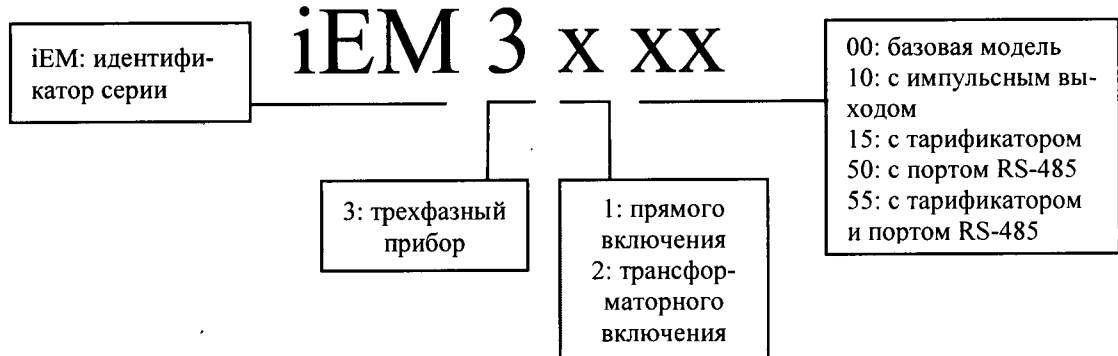 iEM 3 x xx
iEM: идентифи-
катор серии
3: трехфазный
прибор
1: прямого
включения
2: трансфор-
маторного
включения
00: базовая модель
10: с импульсным вы-
ходом
15: с тарификатором
50: с портом RS-485
55: с тарификатором
и портом RS-485